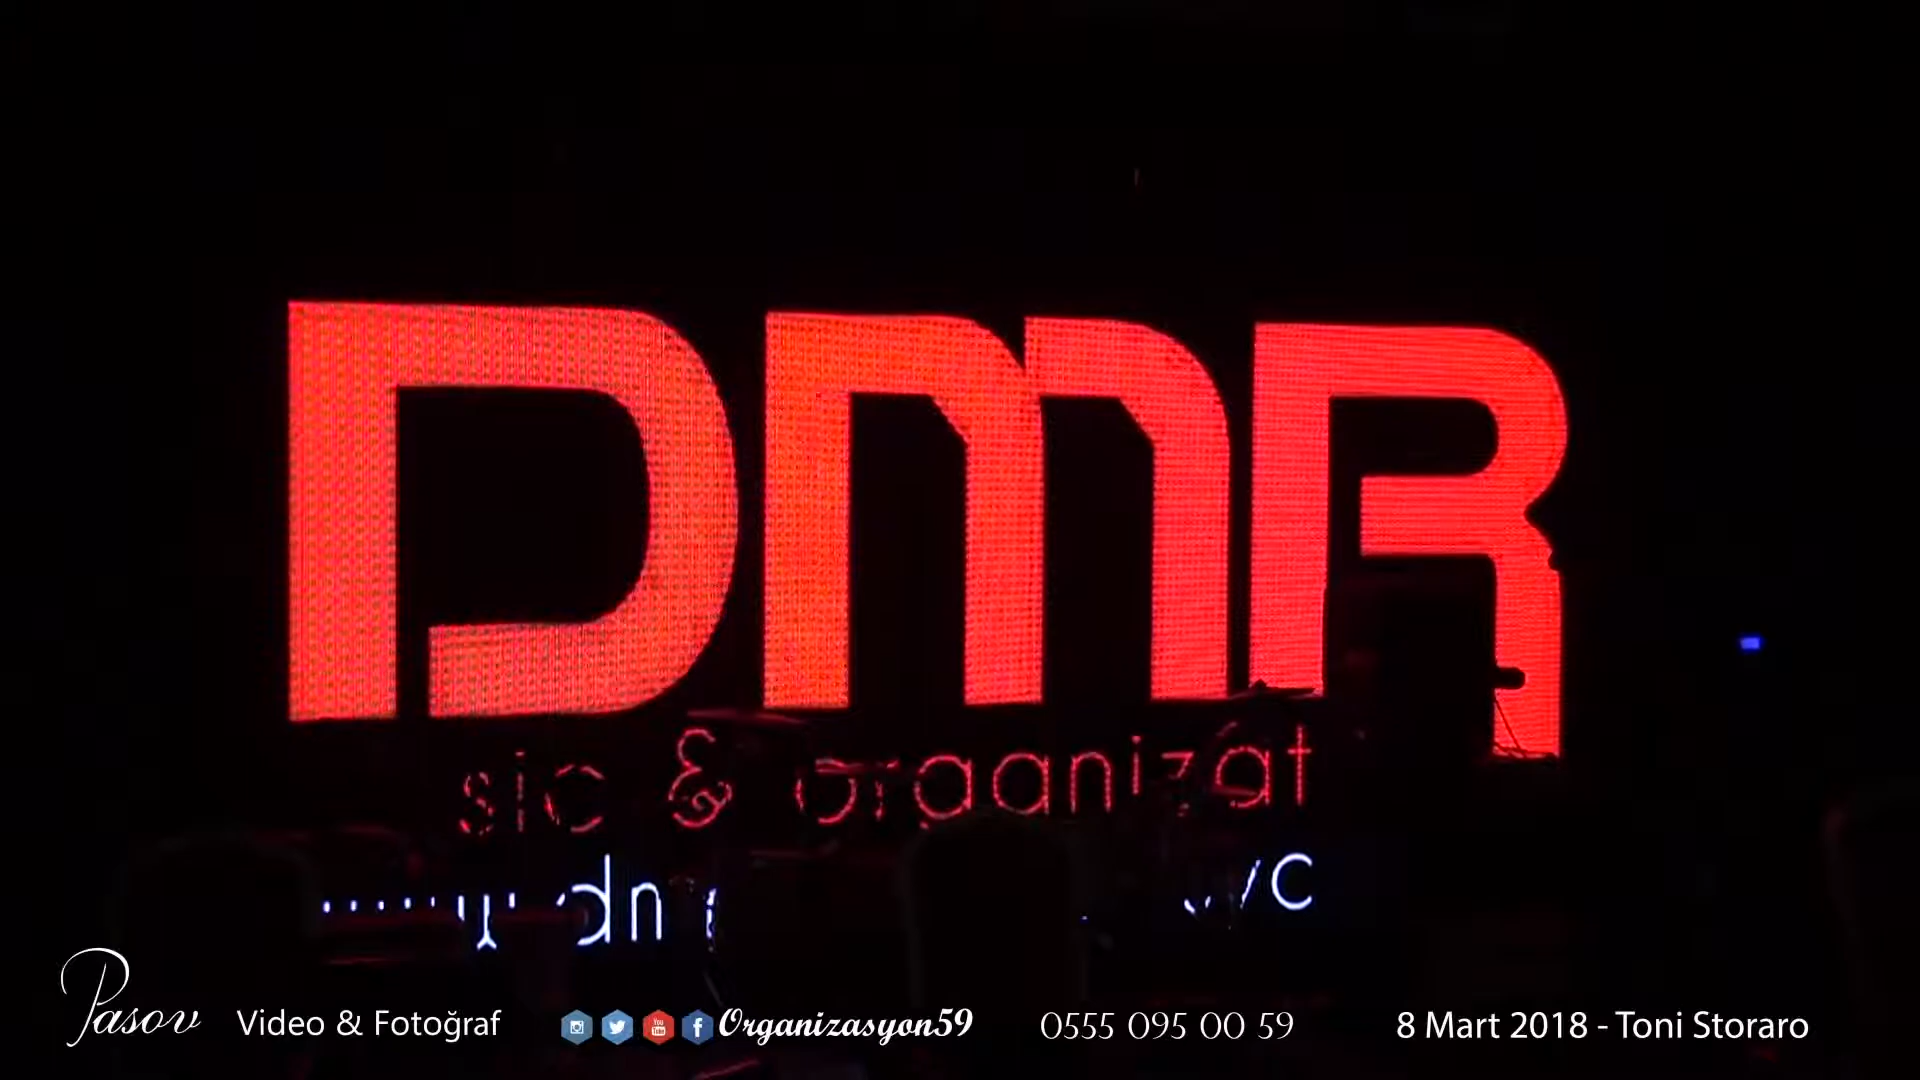 DMR
sic & organizat
Pasov Video & Fotoğraf Organizasyon59 0555 095 00 59 8 Mart 2018 - Toni Storaro